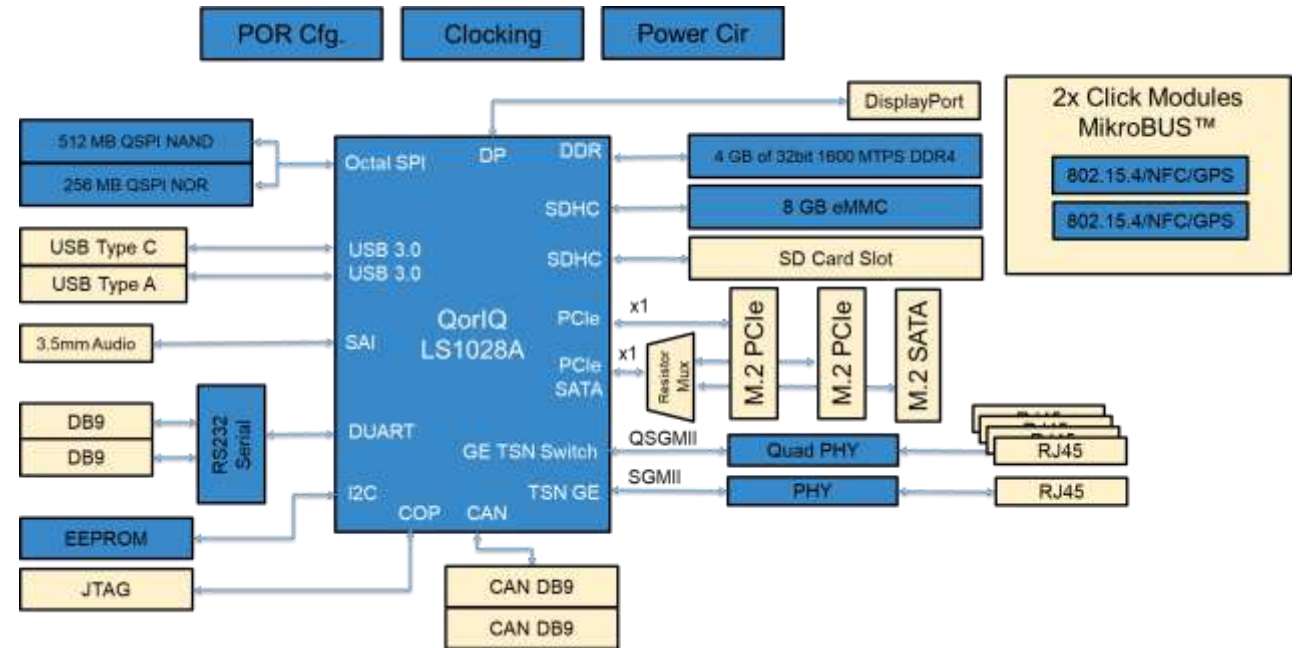 POR Cfg.
Clocking
Power Cir
DisplayPort
2x Click Modules
MikroBUS™
802.15.4/NFC/GPS
802.15.4/NFC/GPS
512 MB QSPI NAND
256 MB QSPI NOR
Octal SPI
DP
DDR
4 GB of 32bit 1600 MTPS DDR4
SDHC
8 GB eMMC
USB Type C
USB Type A
USB 3.0
USB 3.0
SDHC
SD Card Slot
QorIQ
LS1028A
PCIe
x1
M.2 PCIe
M.2 PCIe
M.2 SATA
3.5mm Audio
SAI
PCIe
SATA
x1
Resistor
Mux
DB9
DB9
RS232
Serial
DUART
GE TSN Switch
QSGMII
Quad PHY
RJ45
RJ45
RJ45
RJ45
I2C
TSN GE
SGMII
PHY
RJ45
COP
CAN
EEPROM
JTAG
CAN DB9
CAN DB9